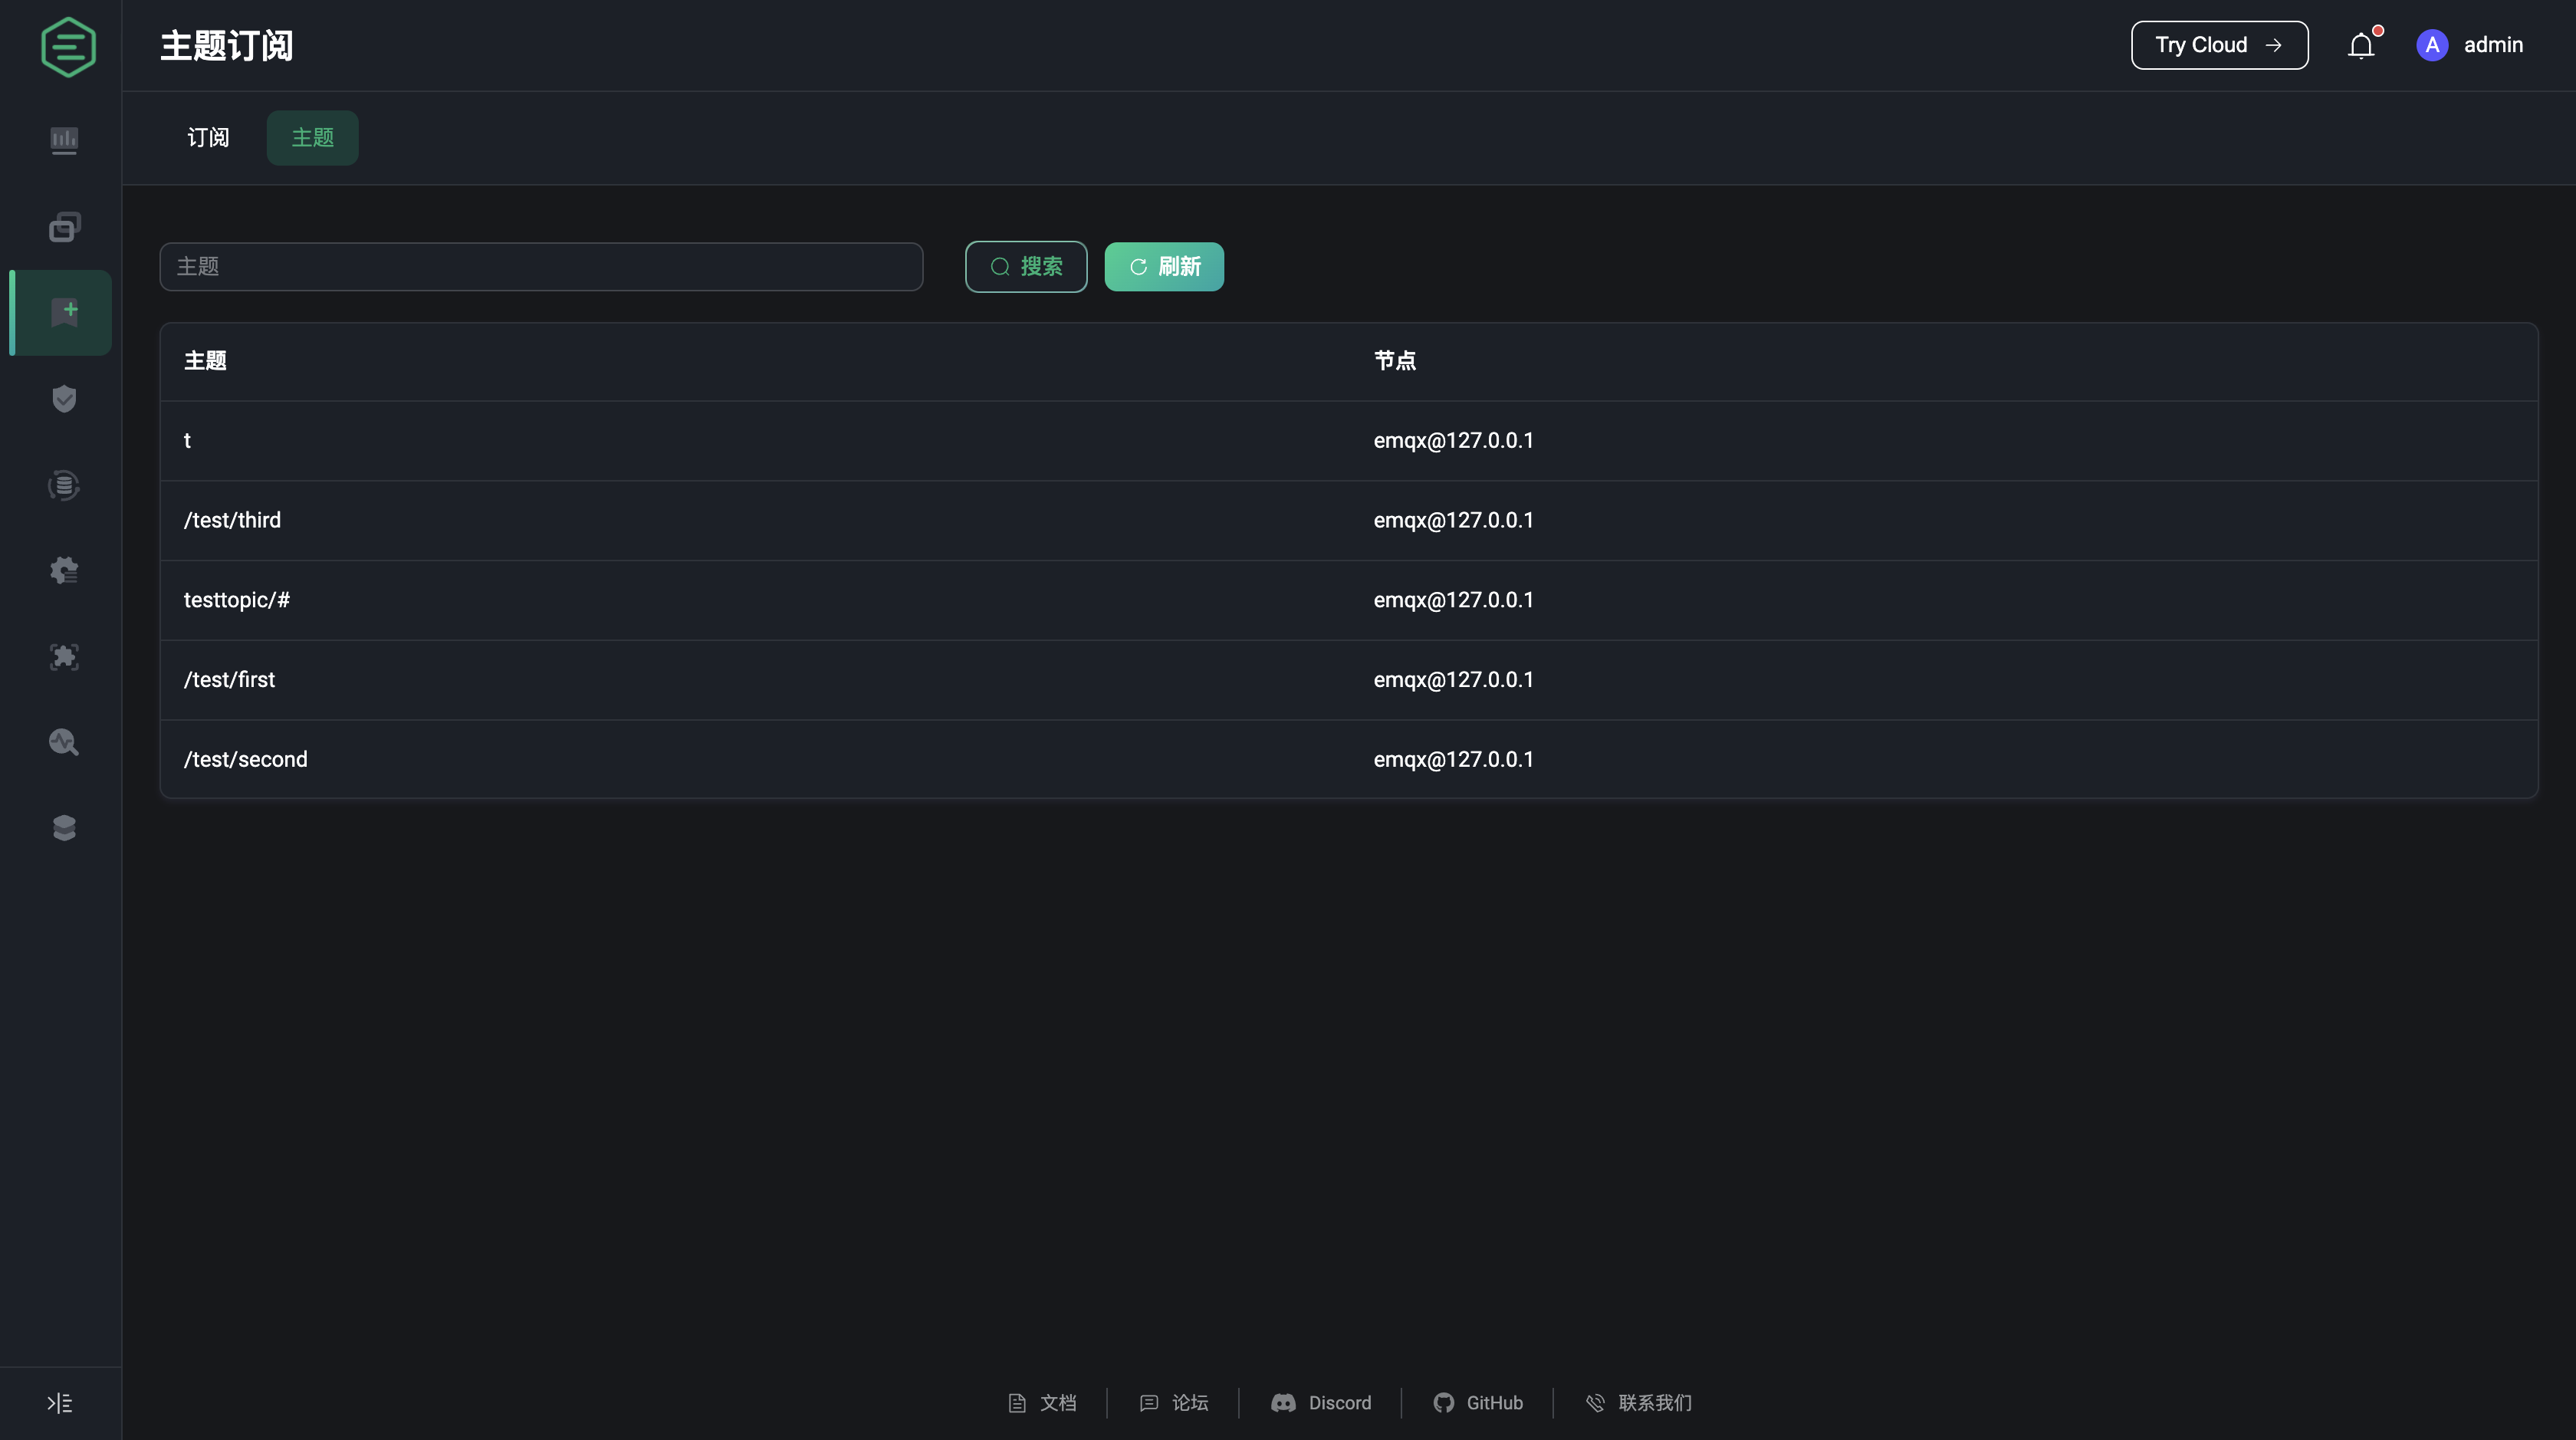 主题订阅
Try Cloud
A
admin
订阅
主题
主题
搜索
刷新
主题
节点
t
emqx@127.0.0.1
/test/third
emqx@127.0.0.1
testtopic/#
emqx@127.0.0.1
/test/first
emqx@127.0.0.1
/test/second
emqx@127.0.0.1
文档
论坛
Discord
GitHub
联系我们